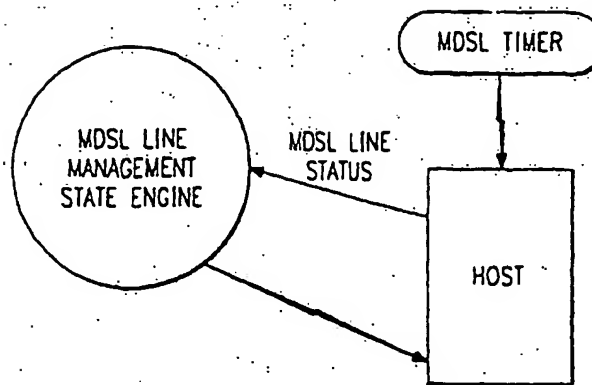 MDSL TIMER
MDSL LINE
MANAGEMENT
STATE ENGINE
MDSL LINE
STATUS
HOST